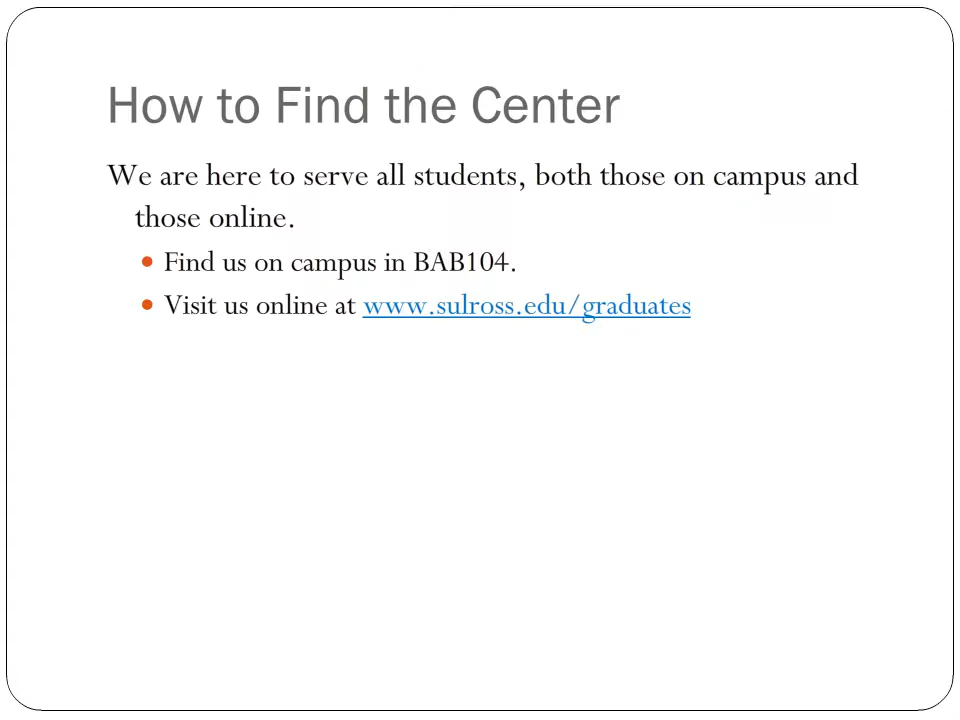 How to Find the Center
We are here to serve all students, both those on campus and
those online.
• Find us on campus in BAB104.
• Visit us online at www.sulross.edu/graduates